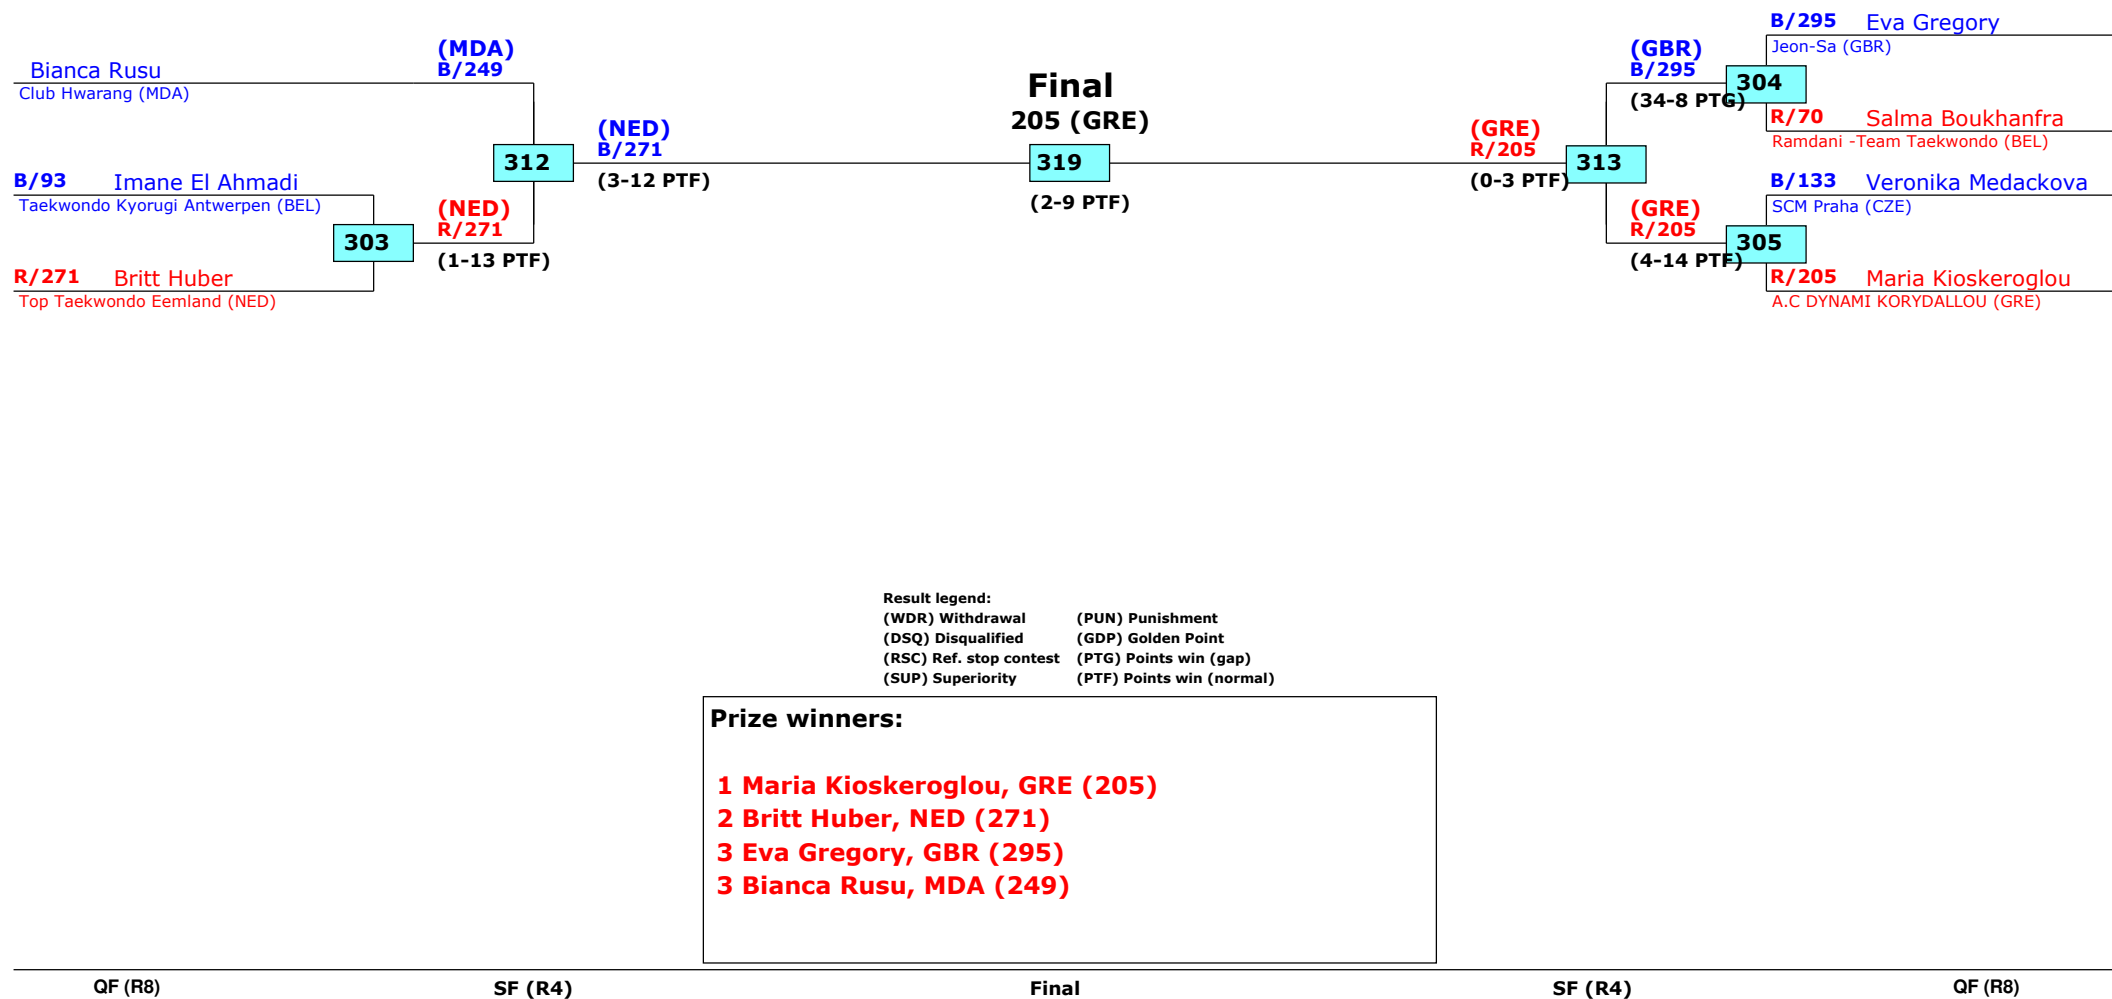 Bianca Rusu
Club Hwarang (MDA)
B/93 Imane El Ahmadi
Taekwondo Kyorugi Antwerpen (BEL)
R/271 Britt Huber
Top Taekwondo Eemland (NED)
303
(MDA)
B/249
(NED)
R/271
(1-13 PTF)
312
(NED)
B/271
(3-12 PTF)
Final
205 (GRE)
319
(2-9 PTF)
(GRE)
R/205
(0-3 PTF)
313
(GBR)
B/295
(34-8 PTG)
(GRE)
R/205
(4-14 PTF)
304
305
B/295 Eva Gregory
Jeon-Sa (GBR)
R/70 Salma Boukhanfra
Ramdani -Team Taekwondo (BEL)
B/133 Veronika Medackova
SCM Praha (CZE)
R/205 Maria Kioskeroglou
A.C DYNAMI KORYDALLOU (GRE)
Result legend:
(WDR) Withdrawal (PUN) Punishment
(DSQ) Disqualified (GDP) Golden Point
(RSC) Ref. stop contest (PTG) Points win (gap)
(SUP) Superiority (PTF) Points win (normal)
Prize winners:
1 Maria Kioskeroglou, GRE (205)
2 Britt Huber, NED (271)
3 Eva Gregory, GBR (295)
3 Bianca Rusu, MDA (249)
QF (R8) SF (R4) Final SF (R4) QF (R8)